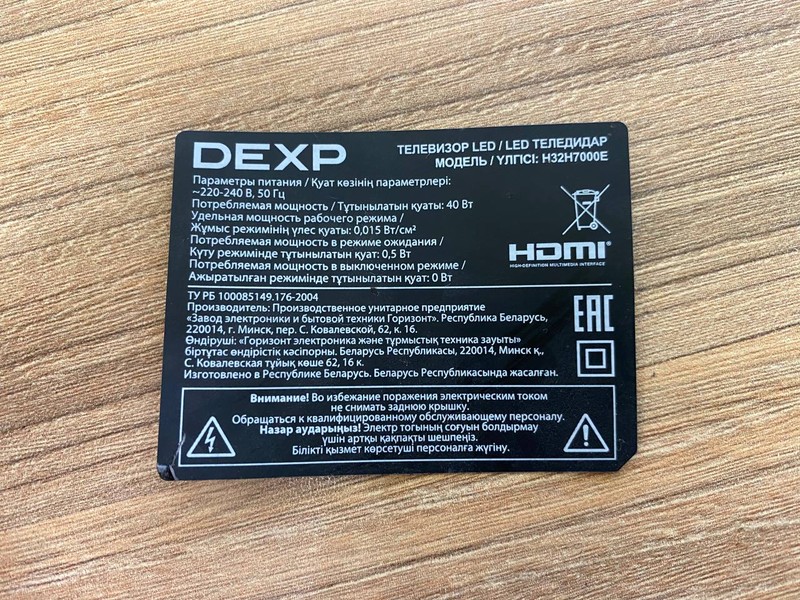 DEXP
ТЕЛЕВИЗОР LED / LED ТЕЛЕДИДАР
МОДЕЛЬ / ҮЛГІСІ: H32H7000E
Параметры питания / Қуат көзінің параметрлері:
~220-240 В, 50 Гц
Потребляемая мощность / Тұтынылатын қуаты: 40 Вт
Удельная мощность рабочего режима /
Жұмыс режимінің үлес қуаты: 0,015 Вт/см²
Потребляемая мощность в режиме ожидания /
Күту режимінде тұтынылатын қуат: 0,5 Вт
Потребляемая мощность в выключенном режиме /
Ажыратылған режимінде тұтынылатын қуат: 0 Вт
HDMI
HIGH-DEFINITION MULTIMEDIA INTERFACE
ТУ РБ 100085149.176-2004
Производитель: Производственное унитарное предприятие
«Завод электроники и бытовой техники Горизонт». Республика Беларусь,
220014, г. Минск, пер. С. Ковалевской, 62, к. 16.
Өндіруші: «Горизонт электроника және тұрмыстық техника зауыты»
біртұтас өндірістік кәсіпорны. Беларусь Республикасы, 220014, Минск қ.,
С. Ковалевская тұйық көше 62, 16 к.
Изготовлено в Республике Беларусь. Беларусь Республикасында жасалған.
EAC
Внимание! Во избежание поражения электрическим током
не снимать заднюю крышку.
Обращаться к квалифицированному обслуживающему персоналу.
Назар аударыңыз! Электр тогының соғуын болдырмау
үшін артқы қақпақты шешпеңіз.
Білікті қызмет көрсетуші персоналға жүгіну.